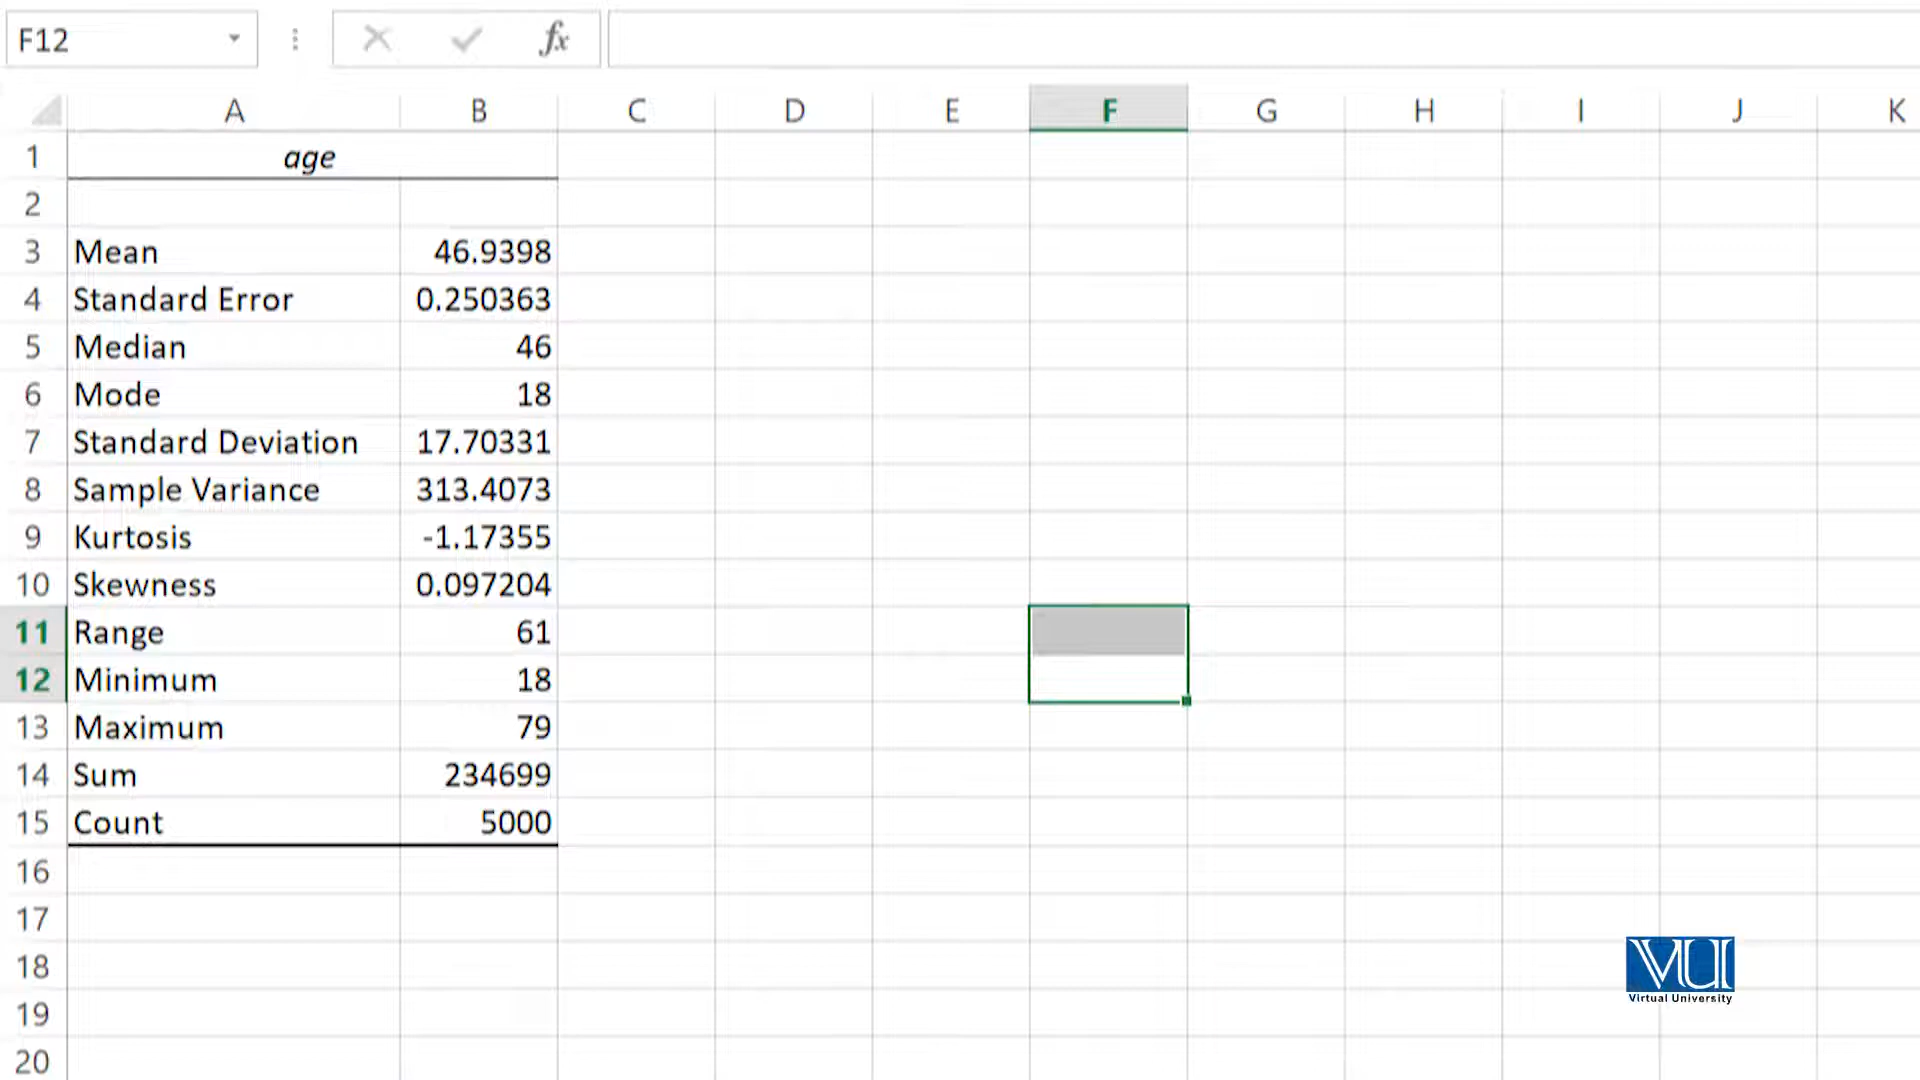 F12 fx
A B C D E F G H I J K
1 age
2
3 Mean 46.9398
4 Standard Error 0.250363
5 Median 46
6 Mode 18
7 Standard Deviation 17.70331
8 Sample Variance 313.4073
9 Kurtosis -1.17355
10 Skewness 0.097204
11 Range 61
12 Minimum 18
13 Maximum 79
14 Sum 234699
15 Count 5000
16
17
18
19
20
VU
Virtual University